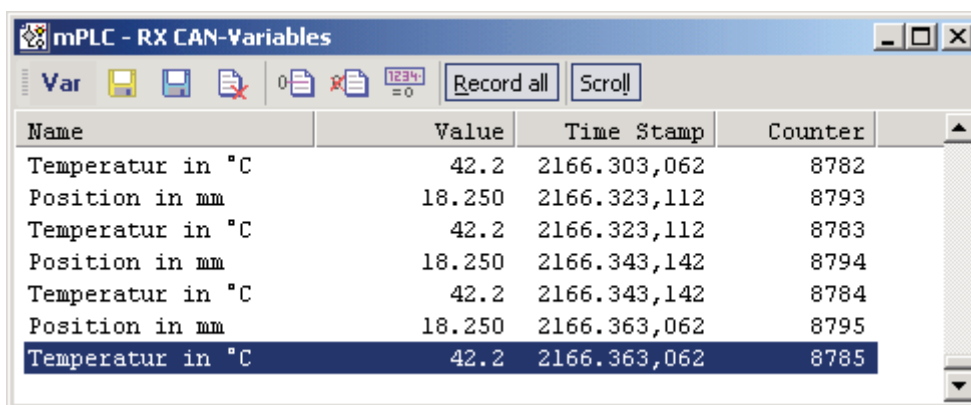 mPLC - RX CAN-Variables
Var 1234· =0 Record all Scroll
Name Value Time Stamp Counter
Temperatur in °C 42.2 2166.303,062 8782
Position in mm 18.250 2166.323,112 8793
Temperatur in °C 42.2 2166.323,112 8783
Position in mm 18.250 2166.343,142 8794
Temperatur in °C 42.2 2166.343,142 8784
Position in mm 18.250 2166.363,062 8795
Temperatur in °C 42.2 2166.363,062 8785